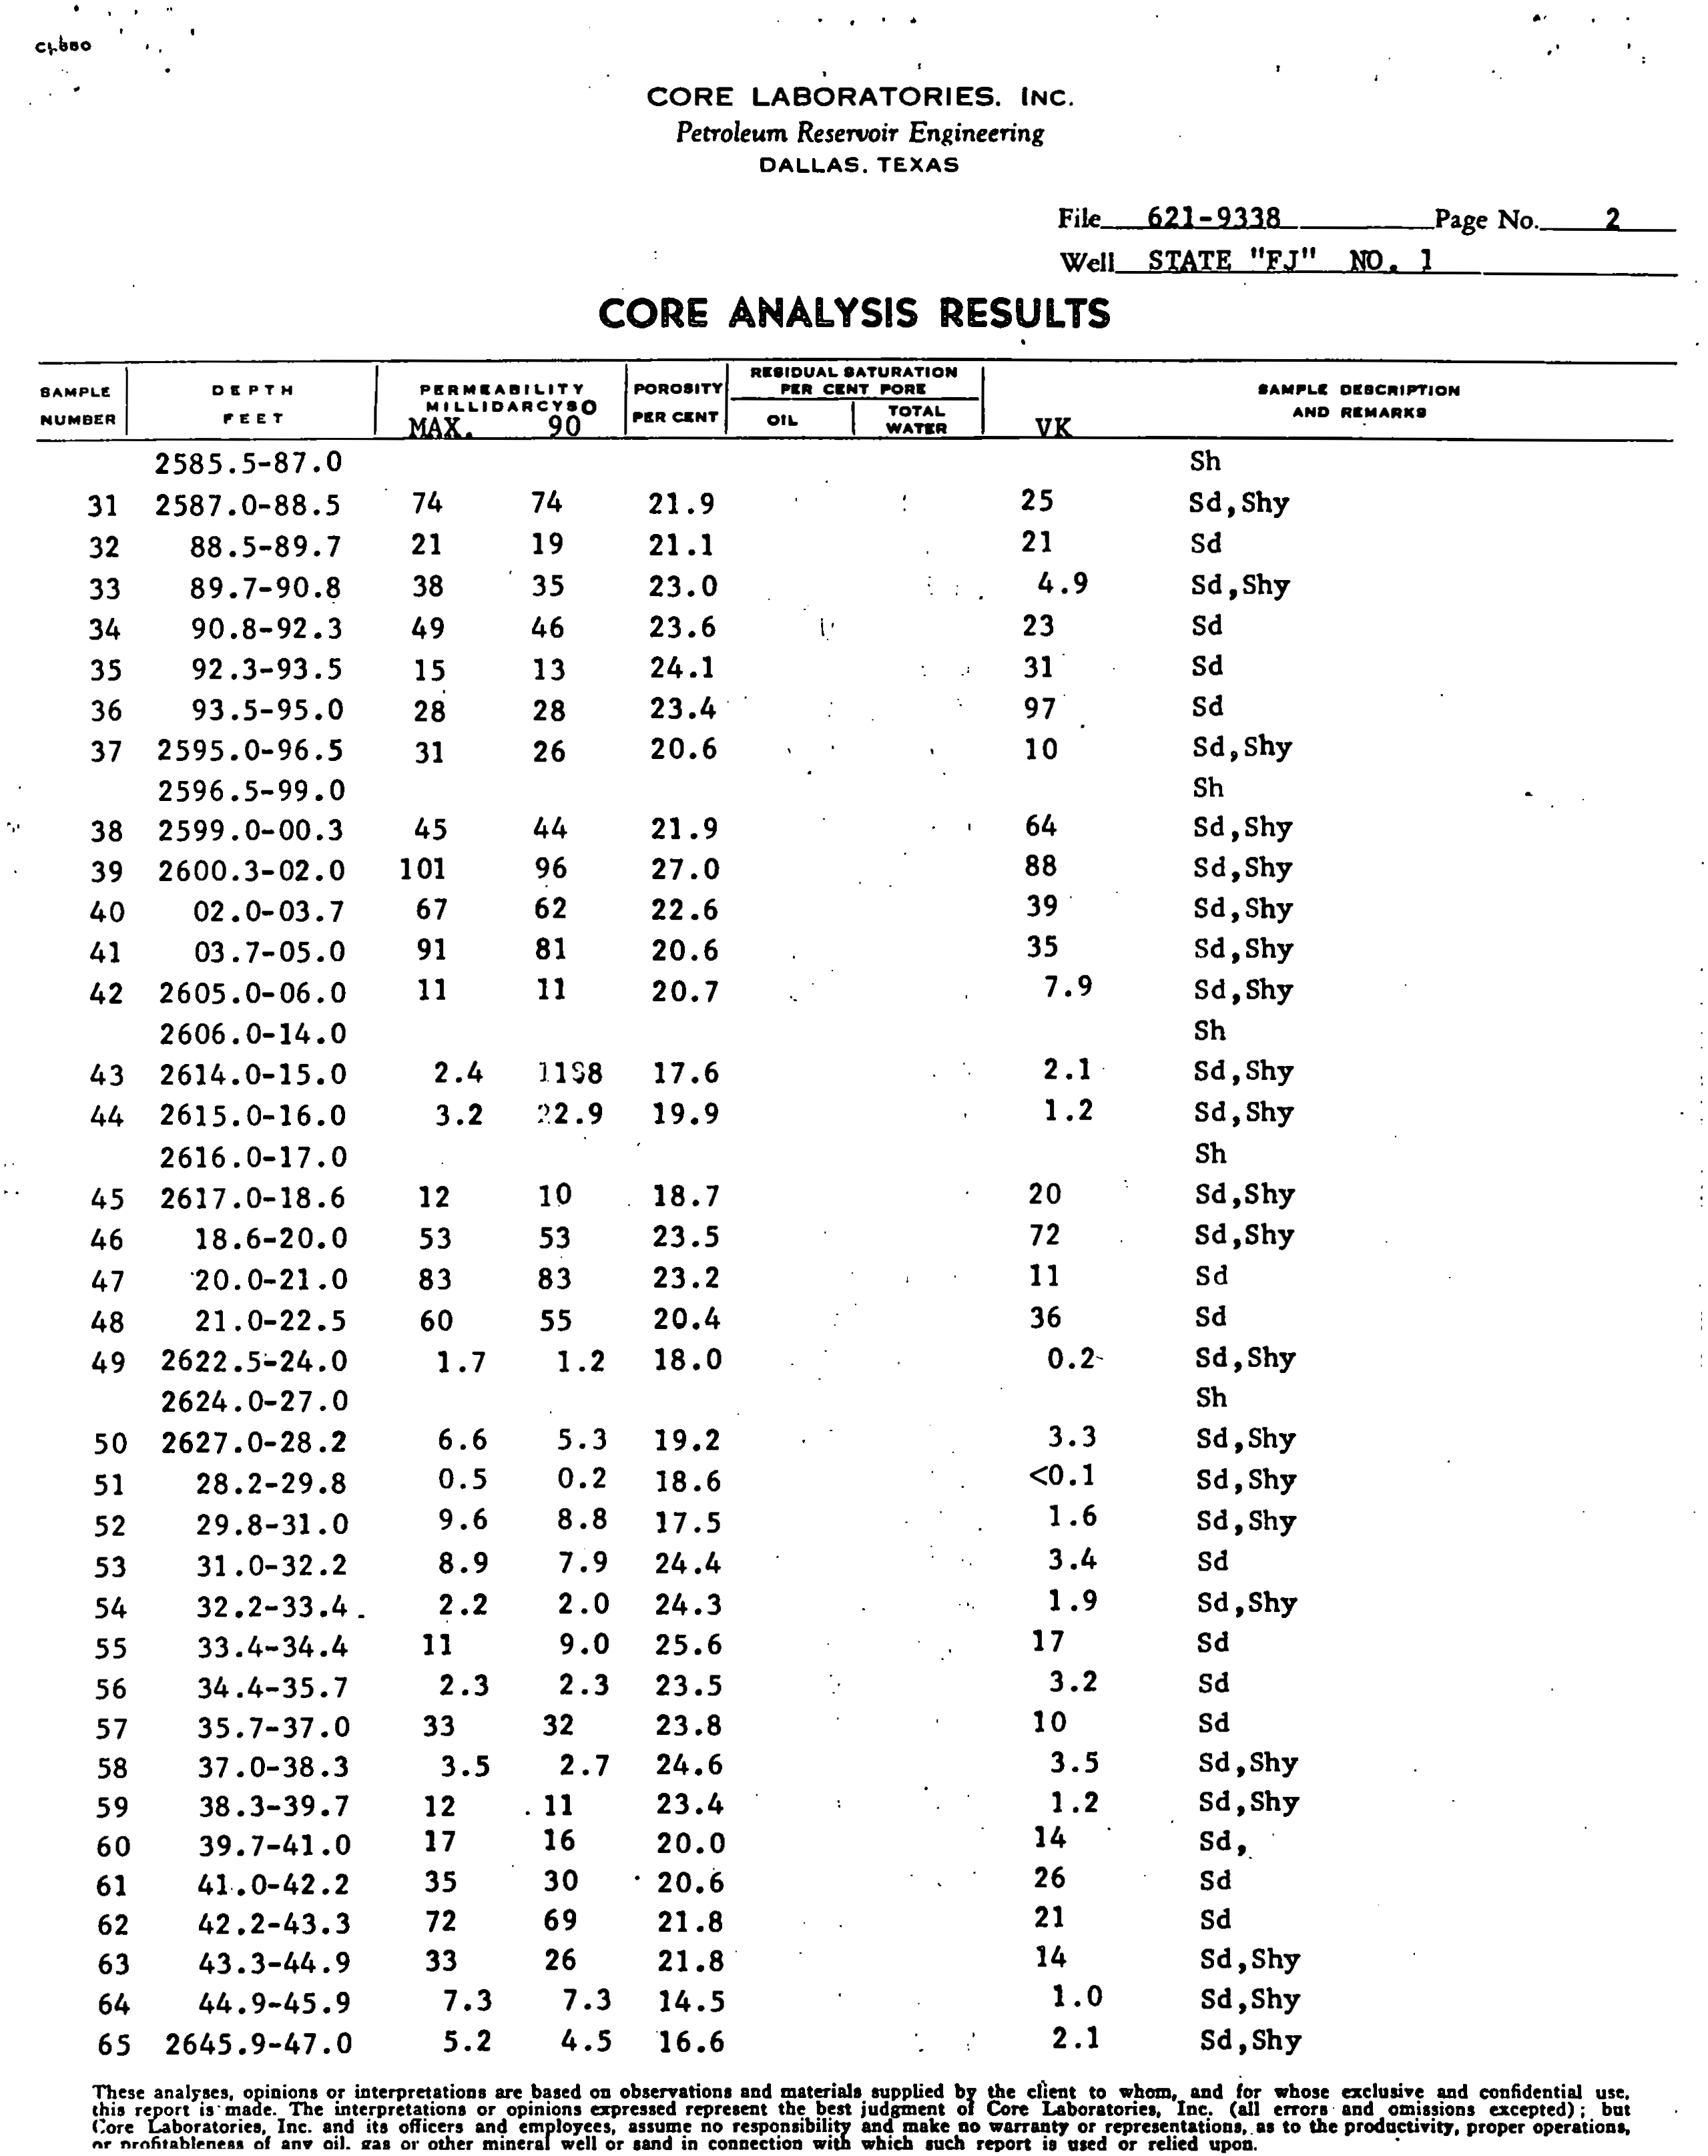 CORE LABORATORIES, INC.
Petroleum Reservoir Engineering
DALLAS, TEXAS
File 621-9338 Page No. 2
Well STATE "FJ" NO. 1
CORE ANALYSIS RESULTS
SAMPLE NUMBER DEPTH FEET PERMEABILITY MILLIDARCYSO MAX. 90 POROSITY PER CENT RESIDUAL SATURATION PER CENT PORE OIL TOTAL WATER VK SAMPLE DESCRIPTION AND REMARKS
2585.5-87.0 Sh
31 2587.0-88.5 74 74 21.9 25 Sd,Shy
32 88.5-89.7 21 19 21.1 21 Sd
33 89.7-90.8 38 35 23.0 4.9 Sd,Shy
34 90.8-92.3 49 46 23.6 23 Sd
35 92.3-93.5 15 13 24.1 31 Sd
36 93.5-95.0 28 28 23.4 97 Sd
37 2595.0-96.5 31 26 20.6 10 Sd,Shy
2596.5-99.0 Sh
38 2599.0-00.3 45 44 21.9 64 Sd,Shy
39 2600.3-02.0 101 96 27.0 88 Sd,Shy
40 02.0-03.7 67 62 22.6 39 Sd,Shy
41 03.7-05.0 91 81 20.6 35 Sd,Shy
42 2605.0-06.0 11 11 20.7 7.9 Sd,Shy
2606.0-14.0 Sh
43 2614.0-15.0 2.4 17.6 2.1 Sd,Shy
44 2615.0-16.0 3.2 19.9 1.2 Sd,Shy
2616.0-17.0 Sh
45 2617.0-18.6 12 10 18.7 20 Sd,Shy
46 18.6-20.0 53 53 23.5 72 Sd,Shy
47 20.0-21.0 83 83 23.2 11 Sd
48 21.0-22.5 60 55 20.4 36 Sd
49 2622.5-24.0 1.7 1.2 18.0 0.2 Sd,Shy
2624.0-27.0 Sh
50 2627.0-28.2 6.6 5.3 19.2 3.3 Sd,Shy
51 28.2-29.8 0.5 0.2 18.6 <0.1 Sd,Shy
52 29.8-31.0 9.6 8.8 17.5 1.6 Sd,Shy
53 31.0-32.2 8.9 7.9 24.4 3.4 Sd
54 32.2-33.4 2.2 2.0 24.3 1.9 Sd,Shy
55 33.4-34.4 11 9.0 25.6 17 Sd
56 34.4-35.7 2.3 2.3 23.5 3.2 Sd
57 35.7-37.0 33 32 23.8 10 Sd
58 37.0-38.3 3.5 2.7 24.6 3.5 Sd,Shy
59 38.3-39.7 12 11 23.4 1.2 Sd,Shy
60 39.7-41.0 17 16 20.0 14 Sd,
61 41.0-42.2 35 30 20.6 26 Sd
62 42.2-43.3 72 69 21.8 21 Sd
63 43.3-44.9 33 26 21.8 14 Sd,Shy
64 44.9-45.9 7.3 7.3 14.5 1.0 Sd,Shy
65 2645.9-47.0 5.2 4.5 16.6 2.1 Sd,Shy
These analyses, opinions or interpretations are based on observations and materials supplied by the client to whom, and for whose exclusive and confidential use,
this report is made. The interpretations or opinions expressed represent the best judgment of Core Laboratories, Inc. (all errors and omissions excepted); but
Core Laboratories, Inc. and its officers and employees, assume no responsibility and make no warranty or representations, as to the productivity, proper operations,
or profitableness of any oil, gas or other mineral well or sand in connection with which such report is used or relied upon.